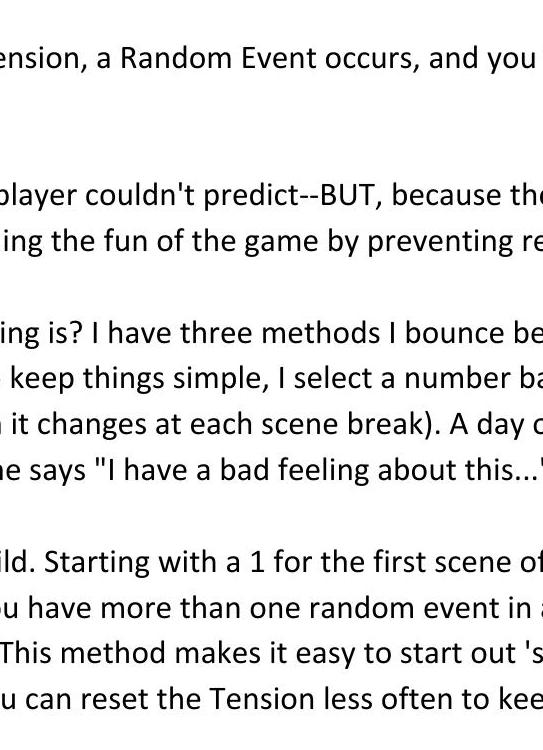 ension, a Random Event occurs, and you
player couldn't predict--BUT, because the
ing the fun of the game by preventing re
ing is? I have three methods I bounce be
keep things simple, I select a number ba
it changes at each scene break). A day o
ne says "I have a bad feeling about this..."
ild. Starting with a 1 for the first scene of
ou have more than one random event in a
This method makes it easy to start out 's
u can reset the Tension less often to kee